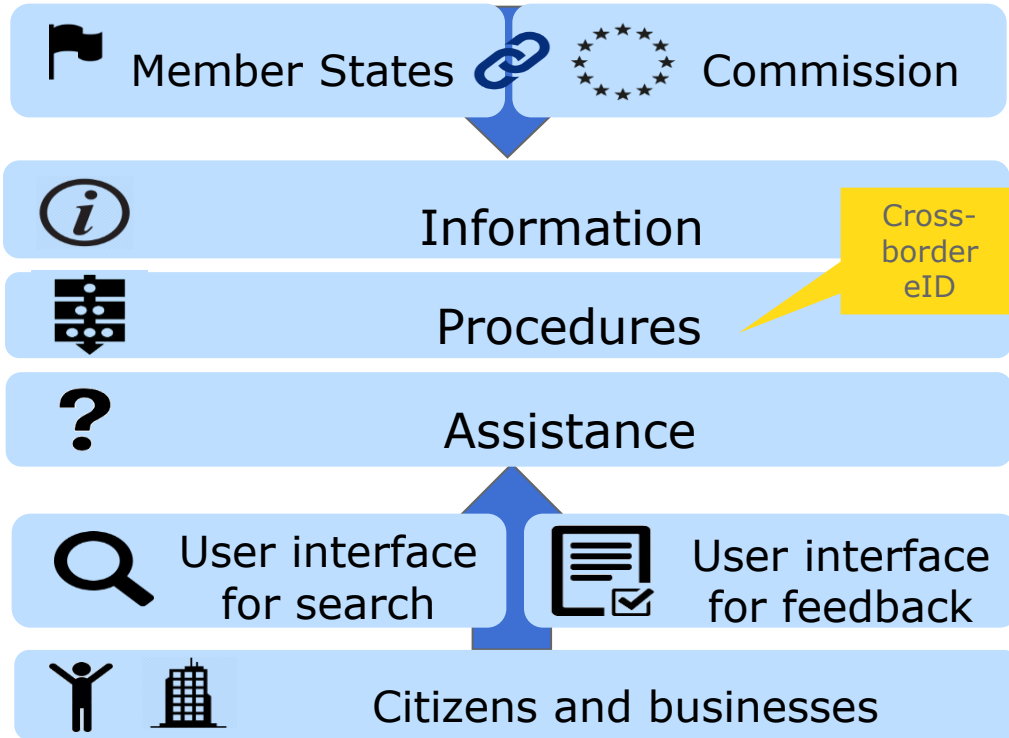 Member States
Commission
Information
Cross-
border
eID
Procedures
Assistance
User interface
for search
User interface
for feedback
Citizens and businesses